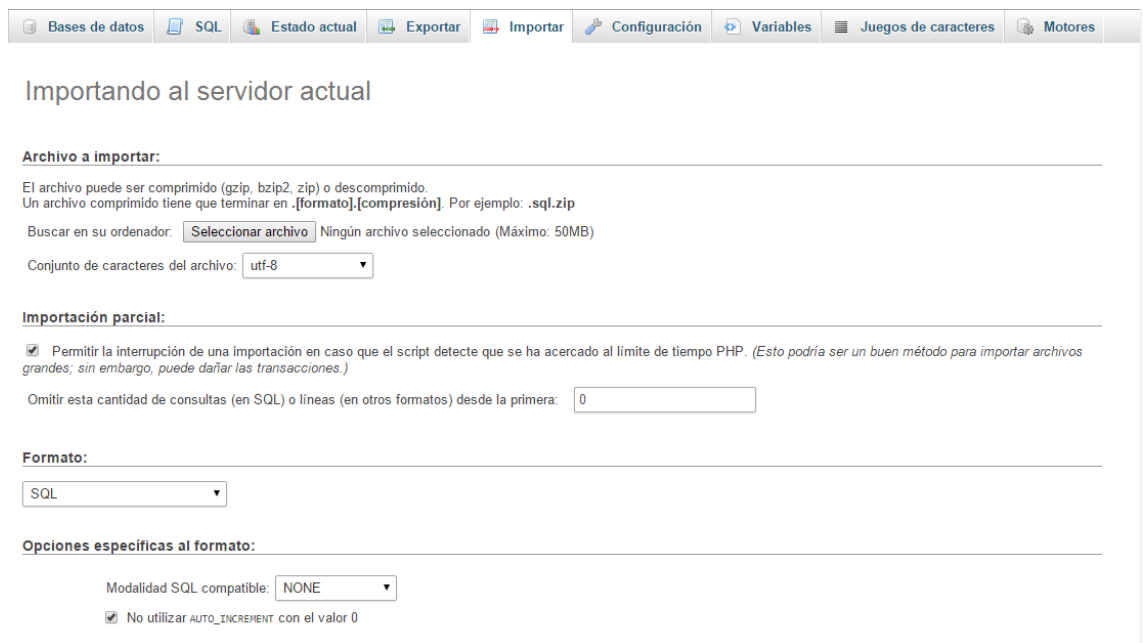 Bases de datos SQL Estado actual Exportar Importar Configuración Variables Juegos de caracteres Motores
Importando al servidor actual
Archivo a importar:
El archivo puede ser comprimido (gzip, bzip2, zip) o descomprimido.
Un archivo comprimido tiene que terminar en .[formato].[compresión]. Por ejemplo: .sql.zip
Buscar en su ordenador: Seleccionar archivo Ningún archivo seleccionado (Máximo: 50MB)
Conjunto de caracteres del archivo: utf-8
Importación parcial:
Permitir la interrupción de una importación en caso que el script detecte que se ha acercado al límite de tiempo PHP. (Esto podría ser un buen método para importar archivos
grandes; sin embargo, puede dañar las transacciones.)
Omitir esta cantidad de consultas (en SQL) o líneas (en otros formatos) desde la primera: 0
Formato:
SQL
Opciones específicas al formato:
Modalidad SQL compatible: NONE
No utilizar AUTO_INCREMENT con el valor 0